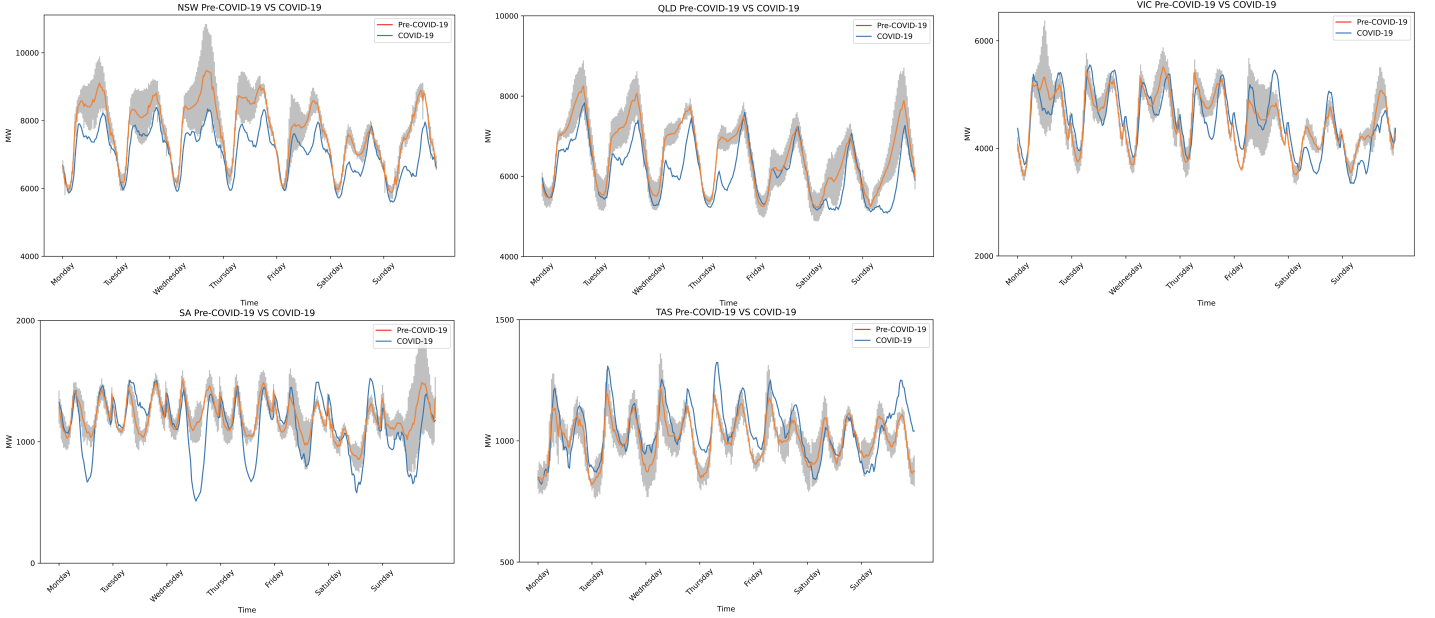 NSW Pre-COVID-19 VS COVID-19
Pre-COVID-19
COVID-19
10000
8000
6000
4000
MW
Monday
Tuesday
Wednesday
Thursday
Friday
Saturday
Sunday
Time
QLD Pre-COVID-19 VS COVID-19
Pre-COVID-19
COVID-19
10000
8000
6000
4000
MW
Monday
Tuesday
Wednesday
Thursday
Friday
Saturday
Sunday
Time
VIC Pre-COVID-19 VS COVID-19
Pre-COVID-19
COVID-19
6000
4000
2000
MW
Monday
Tuesday
Wednesday
Thursday
Friday
Saturday
Sunday
Time
SA Pre-COVID-19 VS COVID-19
Pre-COVID-19
COVID-19
2000
1000
0
MW
Monday
Tuesday
Wednesday
Thursday
Friday
Saturday
Sunday
Time
TAS Pre-COVID-19 VS COVID-19
Pre-COVID-19
COVID-19
1500
1000
500
MW
Monday
Tuesday
Wednesday
Thursday
Friday
Saturday
Sunday
Time